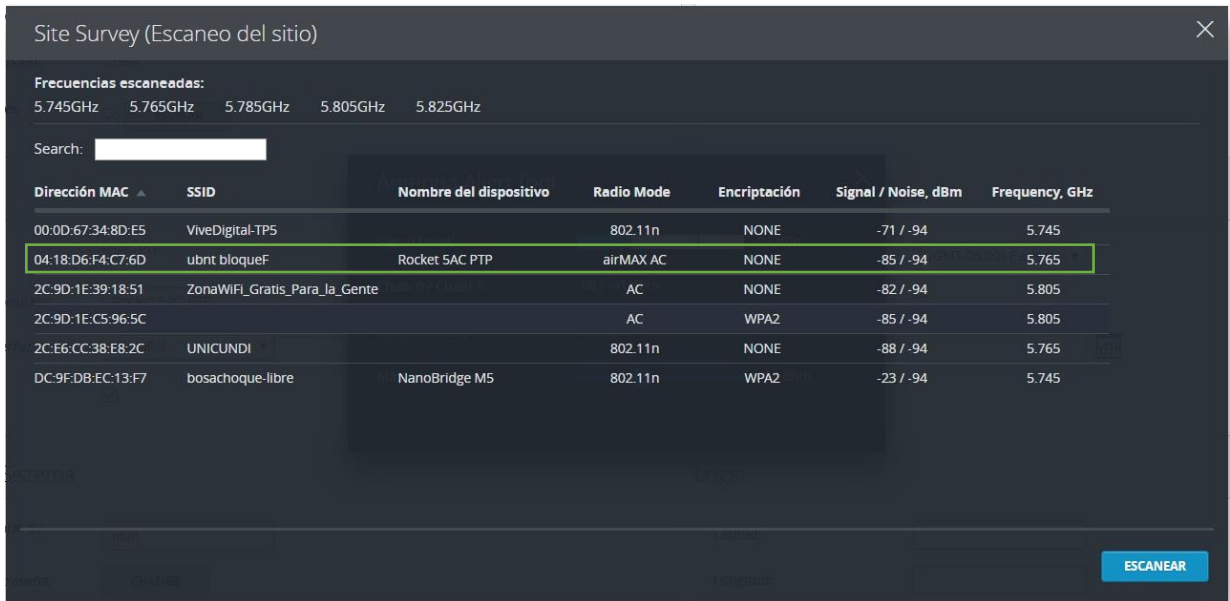 Site Survey (Escaneo del sitio)
Frecuencias escaneadas:
5.745GHz 5.765GHz 5.785GHz 5.805GHz 5.825GHz
Search:
Dirección MAC SSID Nombre del dispositivo Radio Mode Encriptación Signal / Noise, dBm Frequency, GHz
00:0D:67:34:8D:E5 ViveDigital-TP5 802.11n NONE -71 / -94 5.745
04:18:D6:F4:C7:6D ubnt bloqueF Rocket 5AC PTP airMAX AC NONE -85 / -94 5.765
2C:9D:1E:39:18:51 ZonaWiFi_Gratis_Para_la_Gente AC NONE -82 / -94 5.805
2C:9D:1E:C5:96:5C AC WPA2 -85 / -94 5.805
2C:E6:CC:38:E8:2C UNICUNDI 802.11n NONE -88 / -94 5.765
DC:9F:DB:EC:13:F7 bosachoque-libre NanoBridge M5 802.11n WPA2 -23 / -94 5.745
ubnt
CHANGE
ESCANEAR